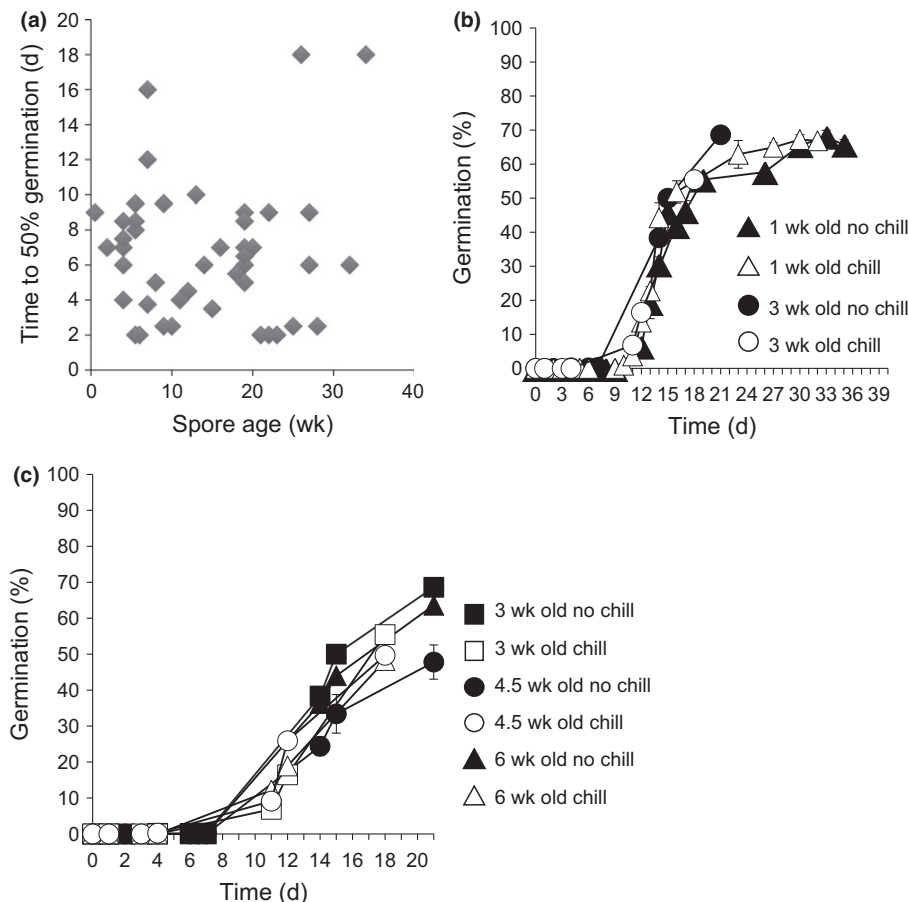 (a)
20
18
16
14
12
10
8
6
4
2
0
Time to 50% germination (d)
0 10 20 30 40
Spore age (wk)
(b)
100
90
80
70
60
50
40
30
20
10
0
Germination (%)
1 wk old no chill
1 wk old chill
3 wk old no chill
3 wk old chill
0 3 6 9 12 15 18 21 24 27 30 33 36 39
Time (d)
(c)
100
90
80
70
60
50
40
30
20
10
0
Germination (%)
3 wk old no chill
3 wk old chill
4.5 wk old no chill
4.5 wk old chill
6 wk old no chill
6 wk old chill
0 2 4 6 8 10 12 14 16 18 20
Time (d)